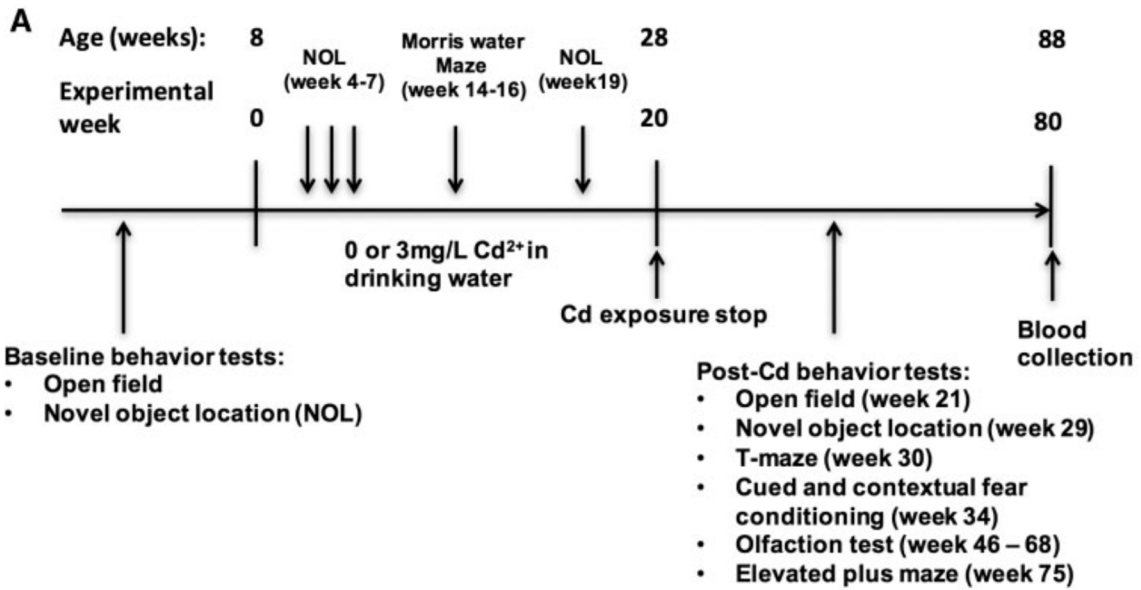 A
Age (weeks):
8
28
88
NOL
(week 4-7)
Morris water
Maze
(week 14-16)
NOL
(week19)
Experimental
week
0
20
80
0 or 3mg/L Cd²⁺ in
drinking water
Cd exposure stop
Blood
collection
Baseline behavior tests:
• Open field
• Novel object location (NOL)
Post-Cd behavior tests:
• Open field (week 21)
• Novel object location (week 29)
• T-maze (week 30)
• Cued and contextual fear
conditioning (week 34)
• Olfaction test (week 46 – 68)
• Elevated plus maze (week 75)